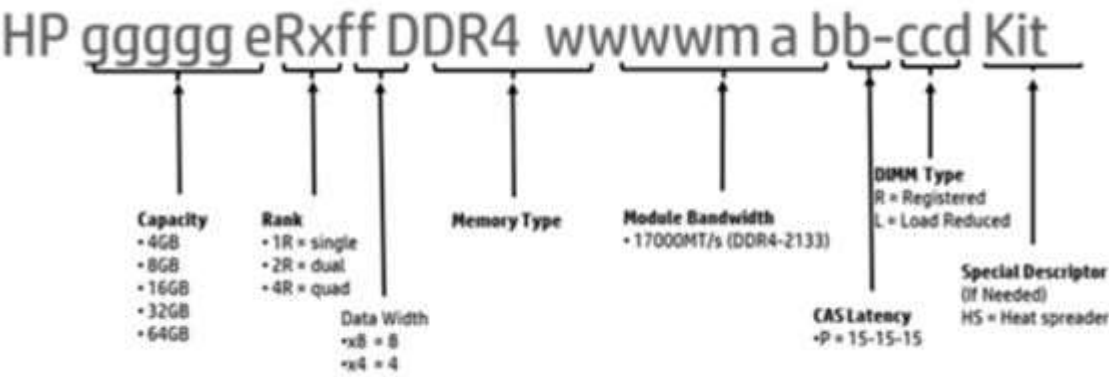 HP ggggg eRxff DDR4 wwwwm a bb-ccd Kit
Capacity
• 4GB
• 8GB
• 16GB
• 32GB
• 64GB
Rank
• 1R = single
• 2R = dual
• 4R = quad
Data Width
•x8 = 8
•x4 = 4
Memory Type
Module Bandwidth
• 17000MT/s (DDR4-2133)
CAS Latency
•P = 15-15-15
DIMM Type
R = Registered
L = Load Reduced
Special Descriptor
(If Needed)
HS = Heat spreader